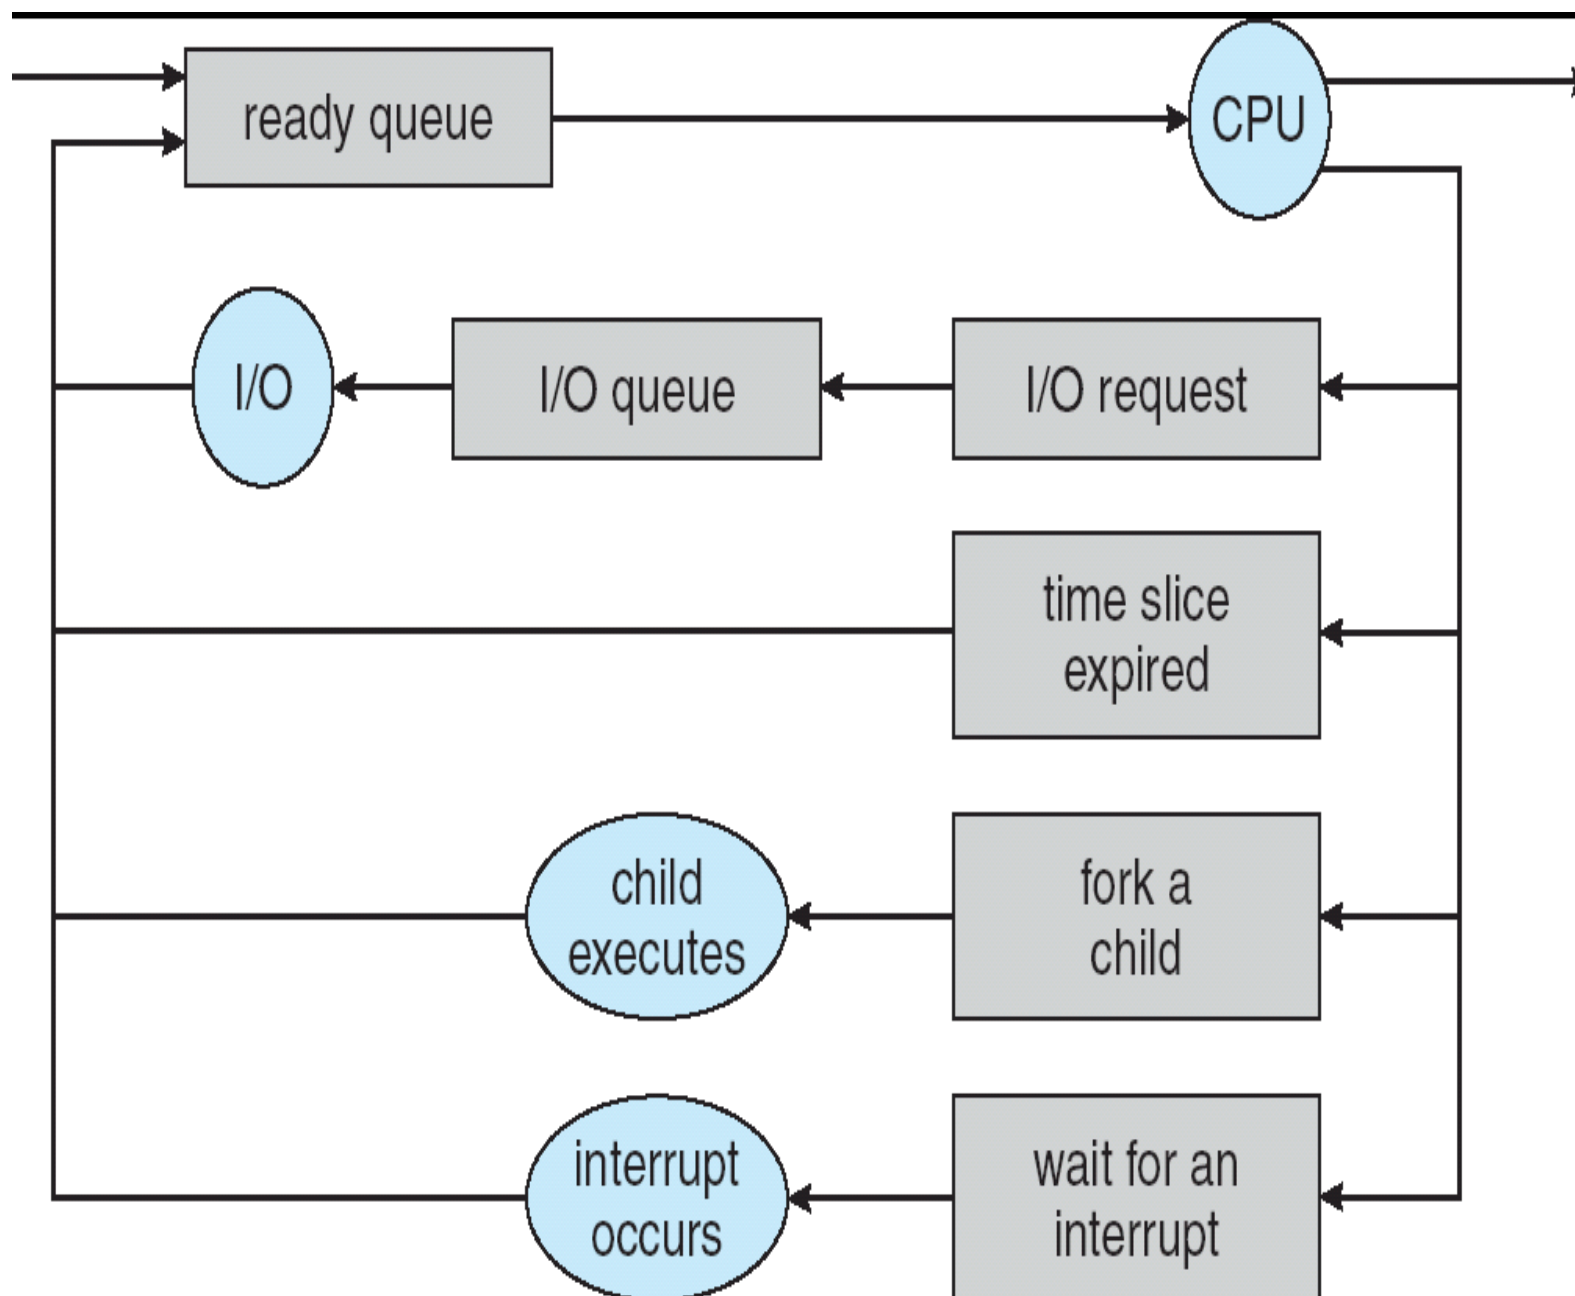 ready queue
CPU
I/O
I/O queue
I/O request
time slice
expired
child
executes
fork a
child
interrupt
occurs
wait for an
interrupt